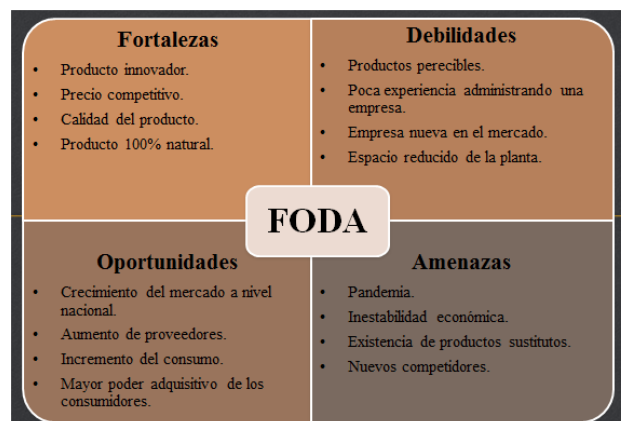 Fortalezas
• Producto innovador.
• Precio competitivo.
• Calidad del producto.
• Producto 100% natural.
Debilidades
• Productos perecibles.
• Poca experiencia administrando una
empresa.
• Empresa nueva en el mercado.
• Espacio reducido de la planta.
FODA
Oportunidades
• Crecimiento del mercado a nivel
nacional.
• Aumento de proveedores.
• Incremento del consumo.
• Mayor poder adquisitivo de los
consumidores.
Amenazas
• Pandemia.
• Inestabilidad económica.
• Existencia de productos sustitutos.
• Nuevos competidores.